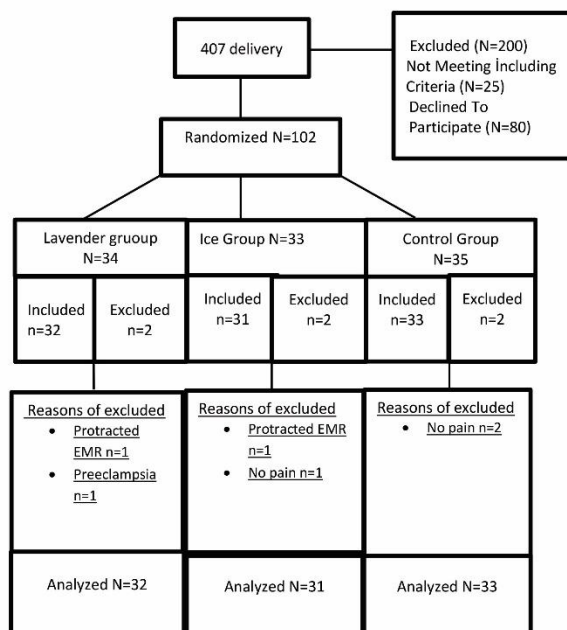 407 delivery
Excluded (N=200)
Not Meeting İncluding
Criteria (N=25)
Declined To
Participate (N=80)
Randomized N=102
Lavender gruoup
N=34
Ice Group N=33
Control Group
N=35
Included
n=32
Excluded
n=2
Included
n=31
Excluded
n=2
Included
n=33
Excluded
n=2
Reasons of excluded
• Protracted
EMR n=1
• Preeclampsia
n=1
Reasons of excluded
• Protracted EMR
n=1
• No pain n=1
Reasons of excluded
• No pain n=2
Analyzed N=32
Analyzed N=31
Analyzed N=33